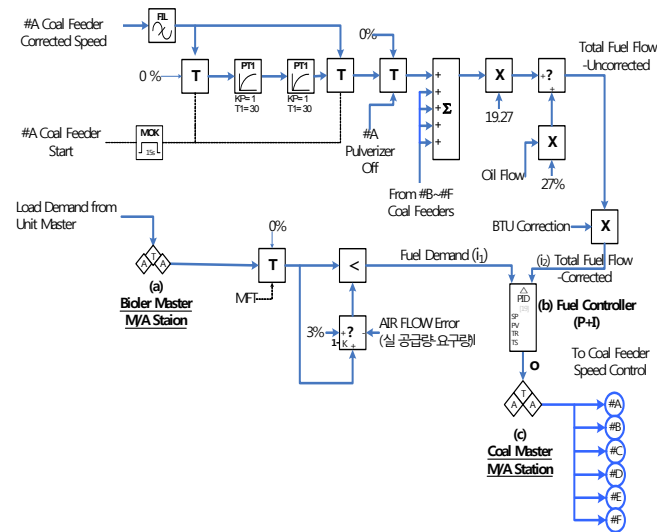 #A Coal Feeder
Corrected Speed
FIL
0%
Total Fuel Flow
-Uncorrected
0 %
T
PT1
PT1
T
T
+
+
+
+
+
Σ
X
+
?
+
KP= 1
T1= 30
KP= 1
T1= 30
19.27
#A Coal Feeder
Start
MOK
15s
#A
Pulverizer
Off
X
Oil Flow
27%
From #B~#F
Coal Feeders
Load Demand from
Unit Master
BTU Correction
X
0%
T
A
A
T
<
Fuel Demand (i1)
(i2) Total Fuel Flow
-Corrected
(a)
Bioler Master
M/A Staion
MFT
PID
SP
PV
TR
TS
(b) Fuel Controller
(P+I)
3%
+
?
-
1-
K
+
AIR FLOW Error
(실 공급량-요구량)
To Coal Feeder
Speed Control
o
T
A
A
#A
#B
(c)
Coal Master
M/A Station
#C
#D
#E
#F